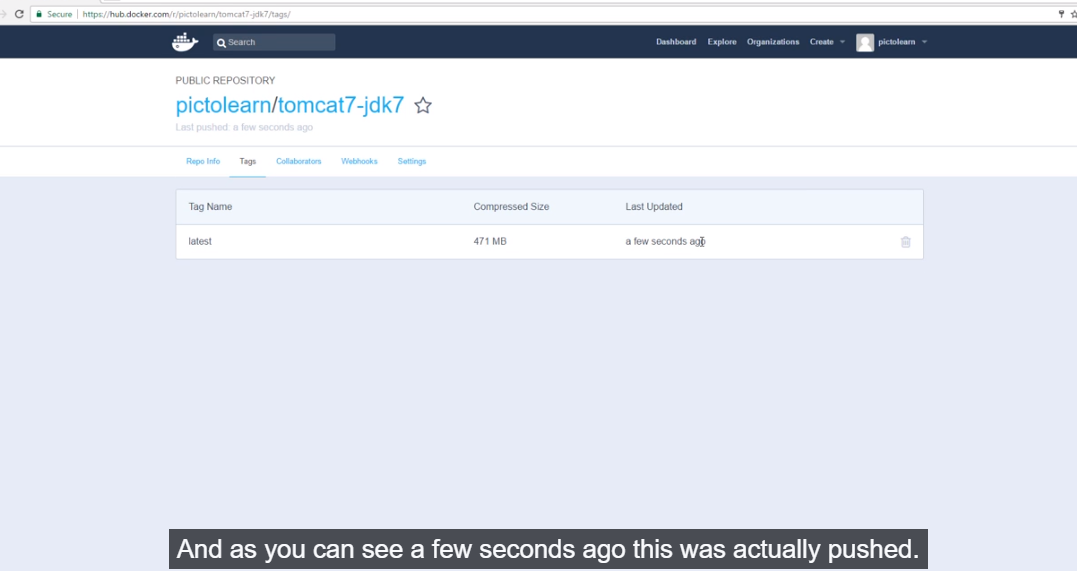 Secure | https://hub.docker.com/r/pictolearn/tomcat7-jdk7/tags/
Search Dashboard Explore Organizations Create pictolearn
PUBLIC REPOSITORY
pictolearn/tomcat7-jdk7
Last pushed: a few seconds ago
Repo Info Tags Collaborators Webhooks Settings
Tag Name Compressed Size Last Updated
latest 471 MB a few seconds ago
And as you can see a few seconds ago this was actually pushed.